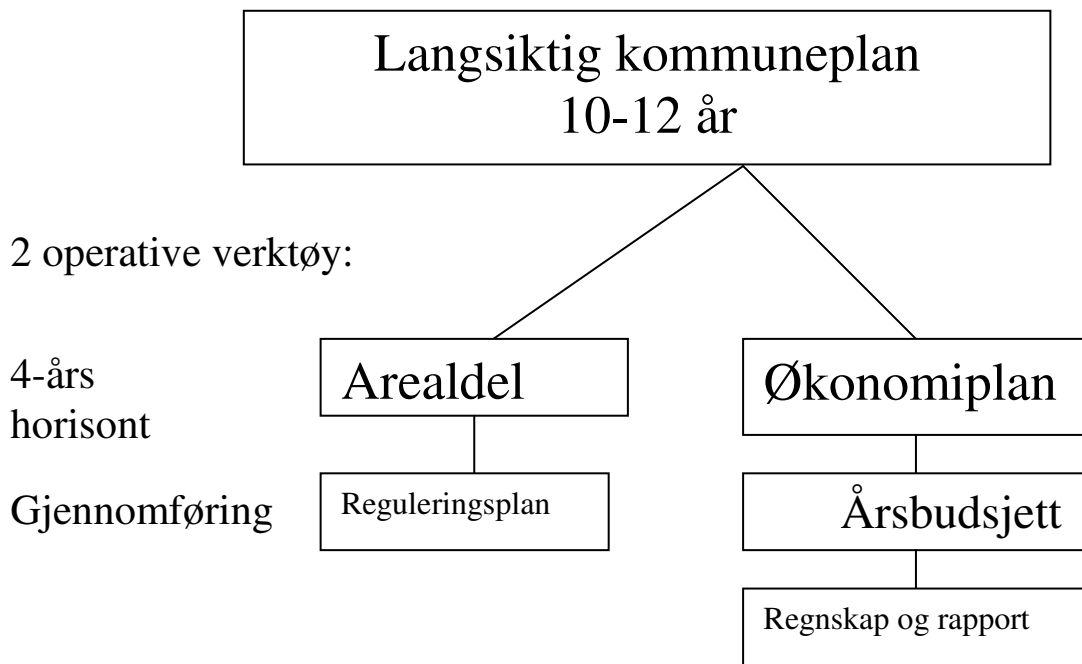 Langsiktig kommuneplan
10-12 år
2 operative verktøy:
4-års
horisont
Arealdel
Økonomiplan
Gjennomføring
Reguleringsplan
Årsbudsjett
Regnskap og rapport